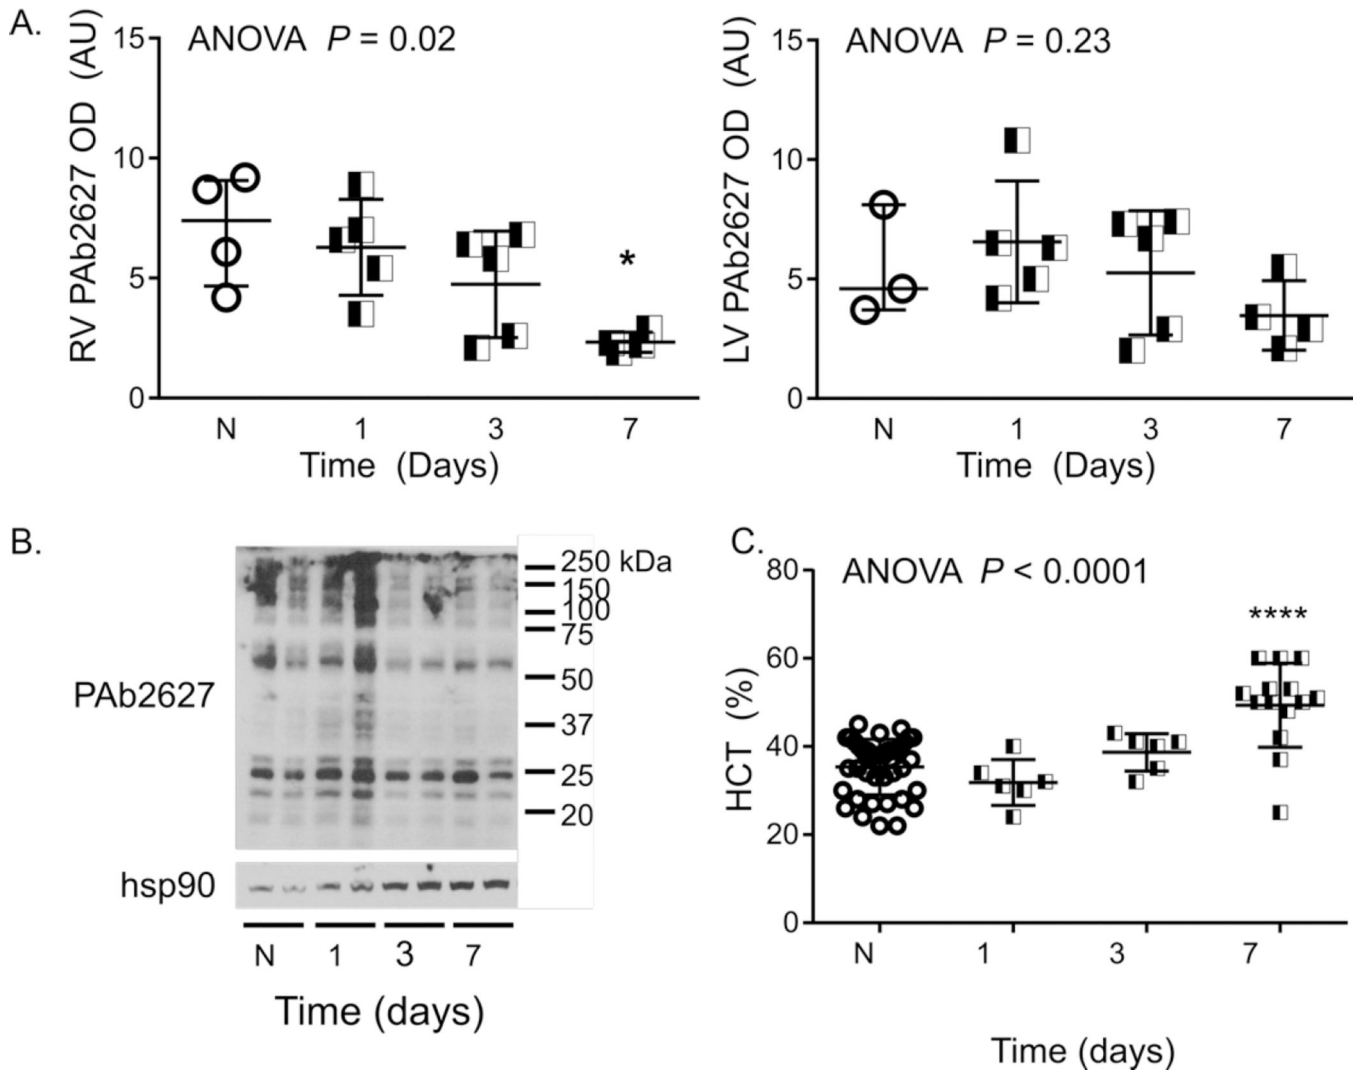 A.
ANOVA P = 0.02
RV PAb2627 OD (AU)
15
10
5
0
N 1 3 7
Time (Days)
*
ANOVA P = 0.23
LV PAb2627 OD (AU)
15
10
5
0
N 1 3 7
Time (Days)
B.
250 kDa
150
100
75
50
37
25
20
PAb2627
hsp90
N 1 3 7
Time (days)
C.
ANOVA P < 0.0001
****
HCT (%)
80
60
40
20
0
N 1 3 7
Time (days)